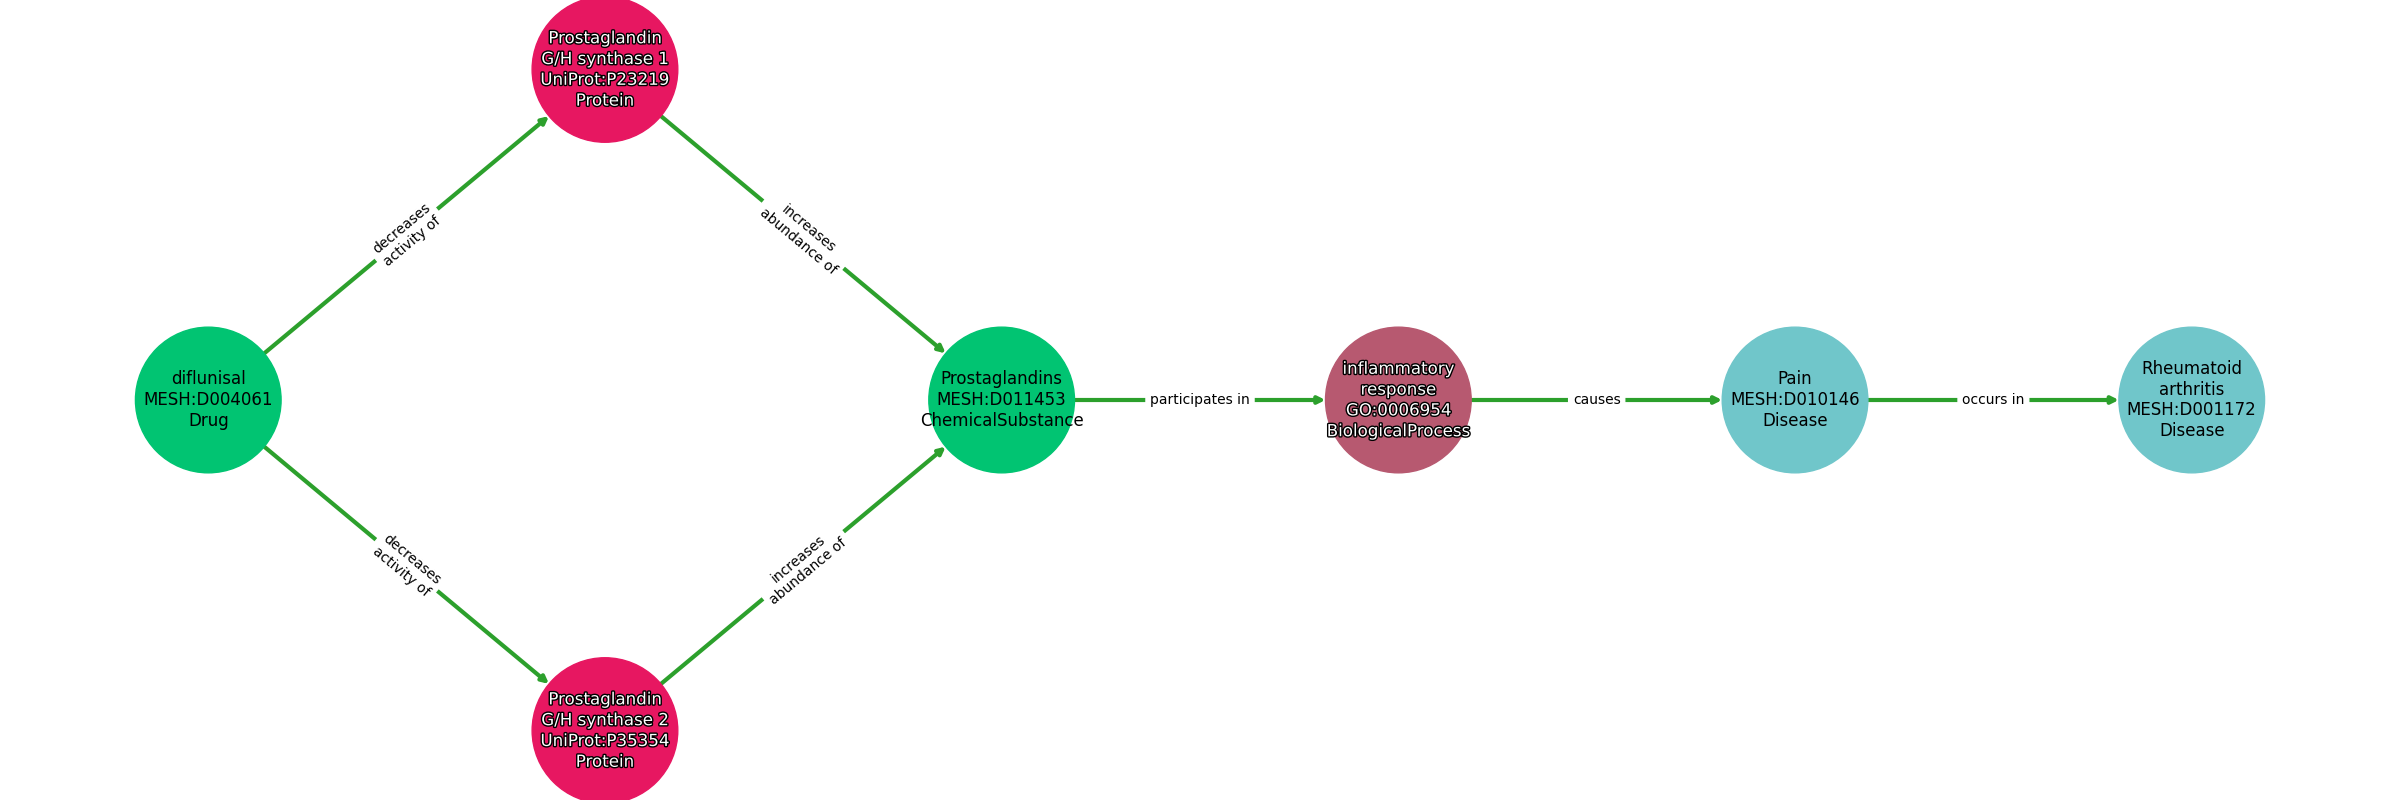 Prostaglandin
G/H synthase 1
UniProt:P23219
Protein
decreases
activity of
increases
abundance of
diflunisal
MESH:D004061
Drug
Prostaglandins
MESH:D011453
ChemicalSubstance
participates in
inflammatory
response
GO:0006954
BiologicalProcess
causes
Pain
MESH:D010146
Disease
occurs in
Rheumatoid
arthritis
MESH:D001172
Disease
decreases
activity of
increases
abundance of
Prostaglandin
G/H synthase 2
UniProt:P35354
Protein